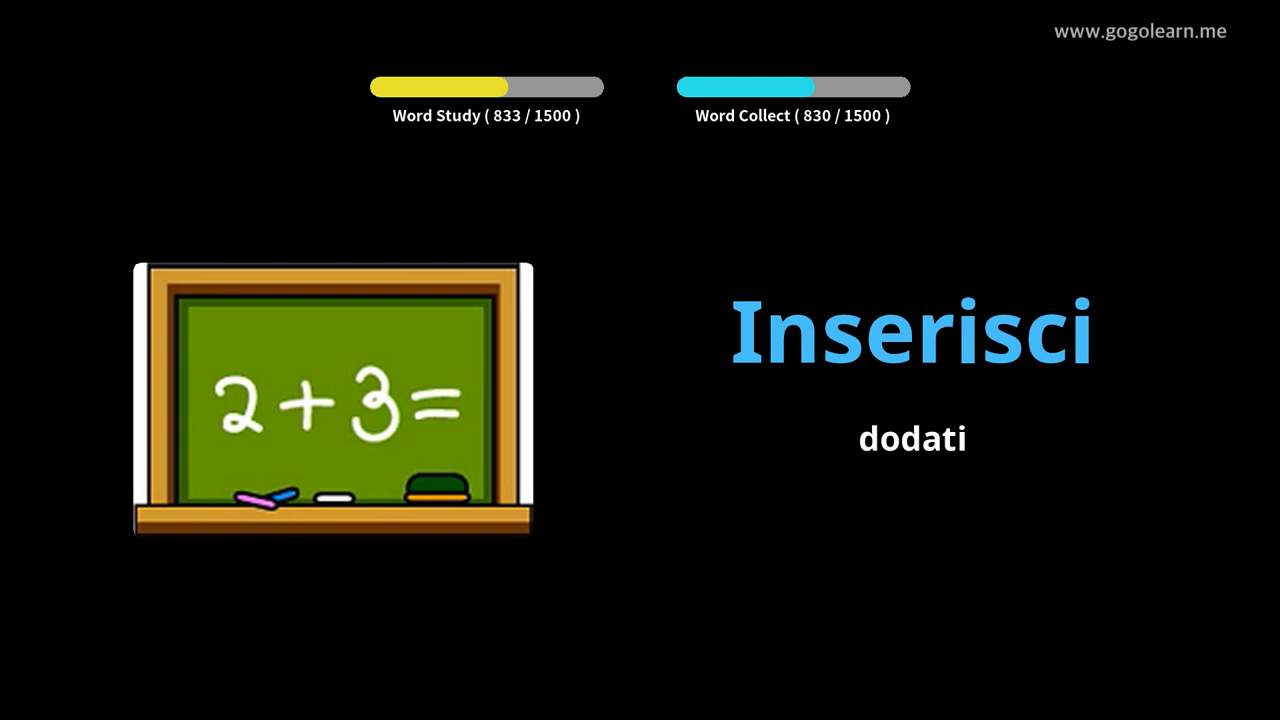 www.gogolearn.me
Word Study ( 833 / 1500 )
Word Collect ( 830 / 1500 )
2+3=
Inserisci
dodati